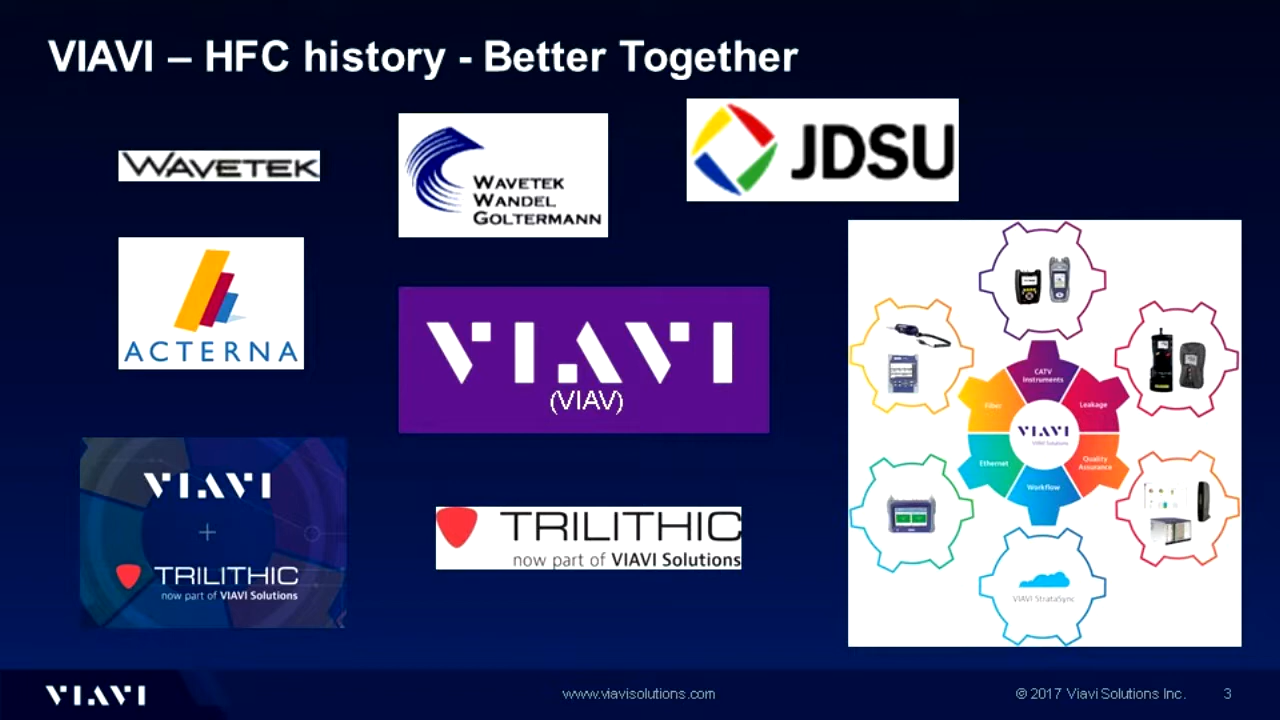 VIAVI – HFC history - Better Together
WAVETEK
WAVETEK
WANDEL
GOLTERMANN
JDSU
ACTERNA
VIAVI
(VIAV)
VIAVI
+
TRILITHIC
now part of VIAVI Solutions
TRILITHIC
now part of VIAVI Solutions
CATV
Instruments
Fiber
Leakage
VIAVI
VIAVI Solutions
Ethernet
Quality
Assurance
Workflow
VIAVI StrataSync
VIAVI
www.viavisolutions.com
© 2017 Viavi Solutions Inc.
3